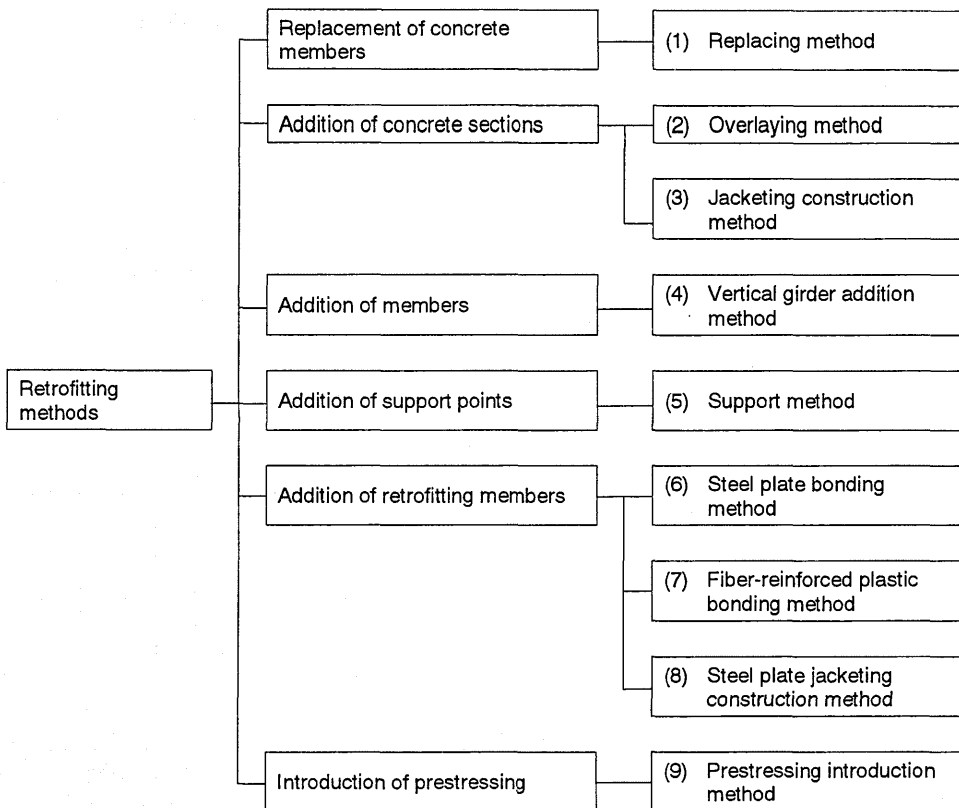 Replacement of concrete
members
(1) Replacing method
Addition of concrete sections
(2) Overlaying method
(3) Jacketing construction
method
Addition of members
(4) Vertical girder addition
method
Retrofitting
methods
Addition of support points
(5) Support method
Addition of retrofitting members
(6) Steel plate bonding
method
(7) Fiber-reinforced plastic
bonding method
(8) Steel plate jacketing
construction method
Introduction of prestressing
(9) Prestressing introduction
method